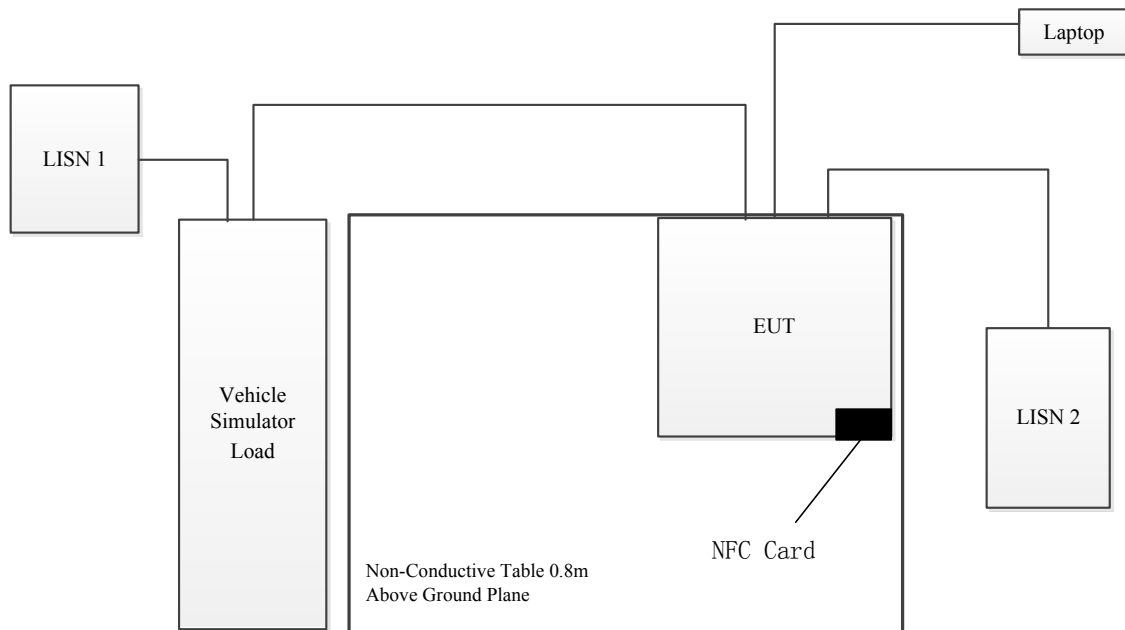 Laptop
LISN 1
EUT
Vehicle
Simulator
Load
LISN 2
NFC Card
Non-Conductive Table 0.8m
Above Ground Plane